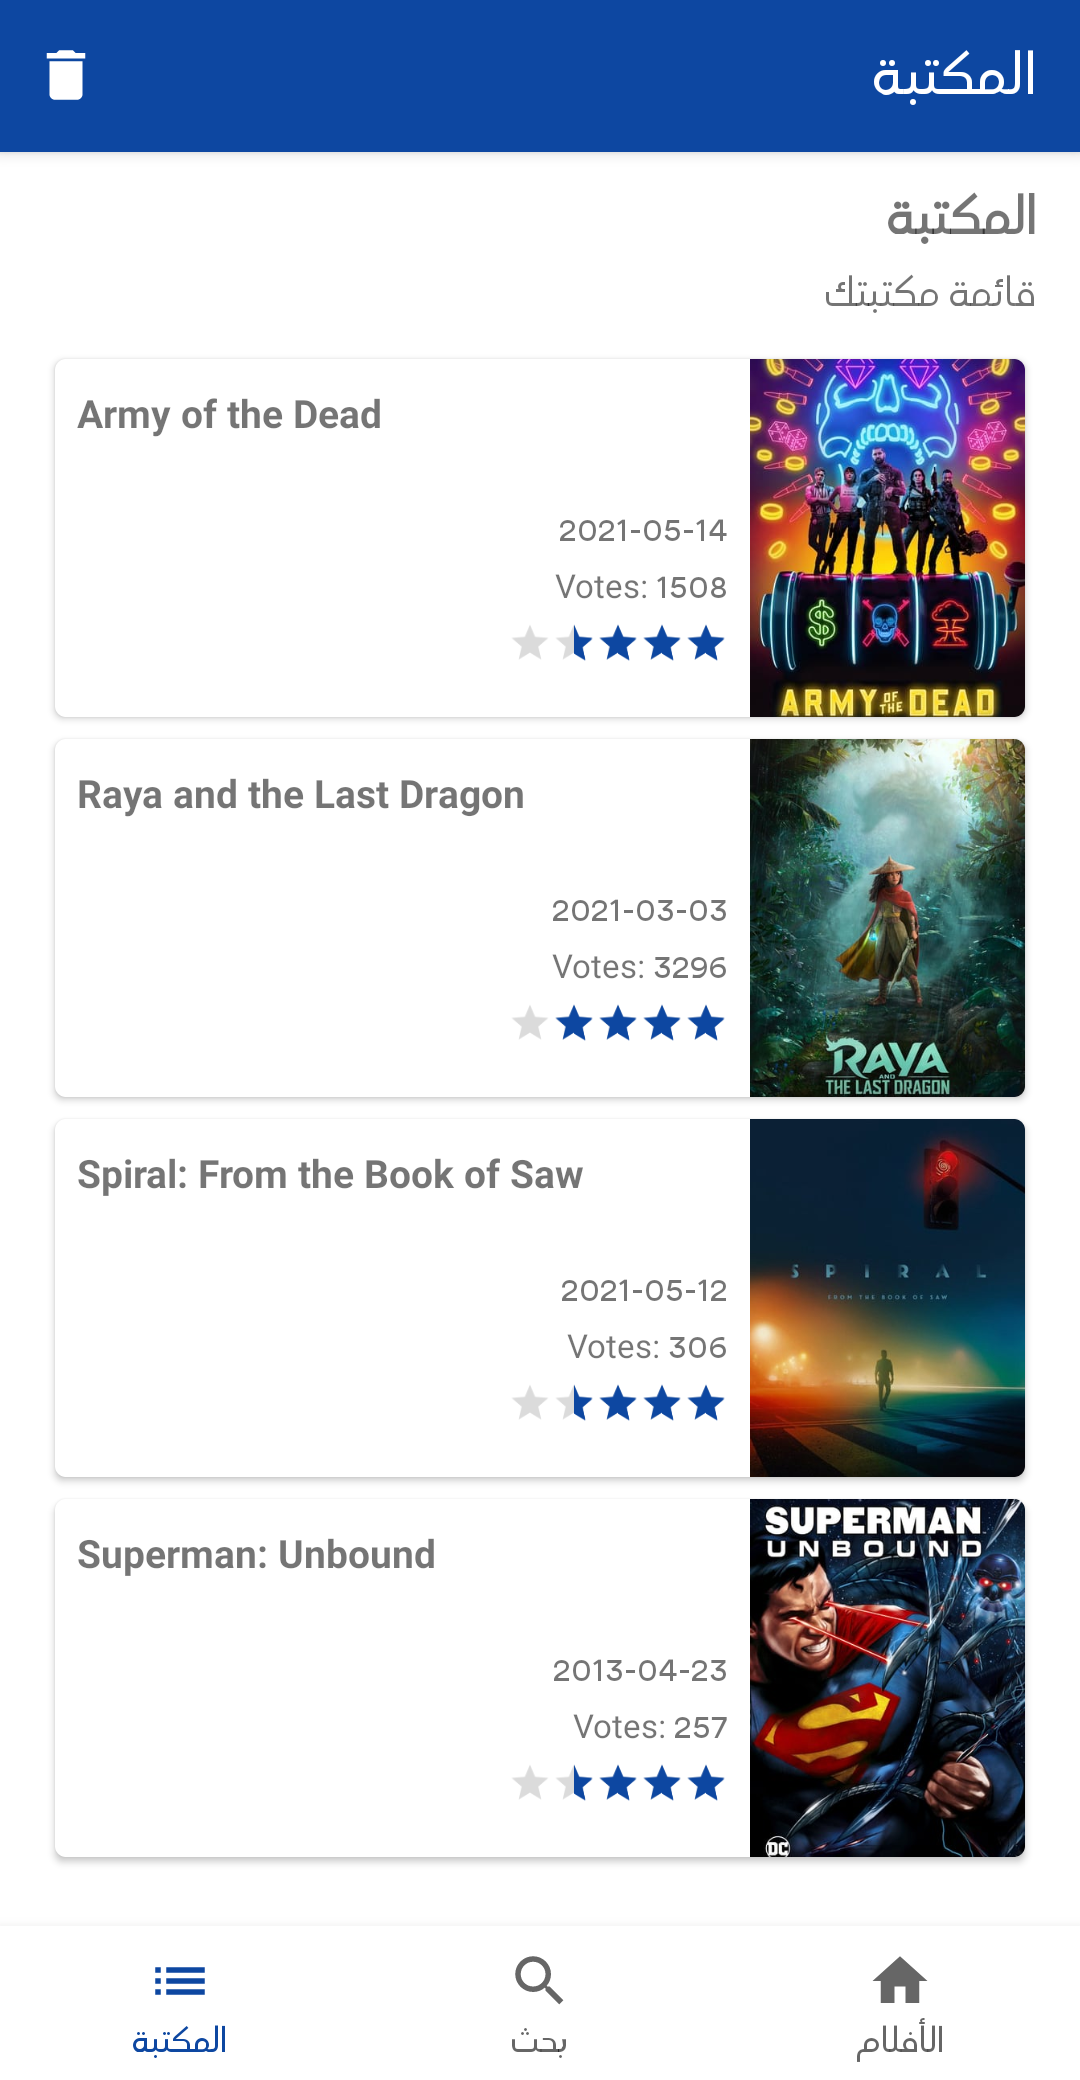 المكتبة
المكتبة
قائمة مكتبتك
Army of the Dead
2021-05-14
Votes: 1508
ARMY OF THE DEAD
Raya and the Last Dragon
2021-03-03
Votes: 3296
RAYA
AND
THE LAST DRAGON
Spiral: From the Book of Saw
2021-05-12
Votes: 306
SPIRAL
FROM THE BOOK OF SAW
Superman: Unbound
2013-04-23
Votes: 257
SUPERMAN
UNBOUND
DC
الأفلام
بحث
المكتبة